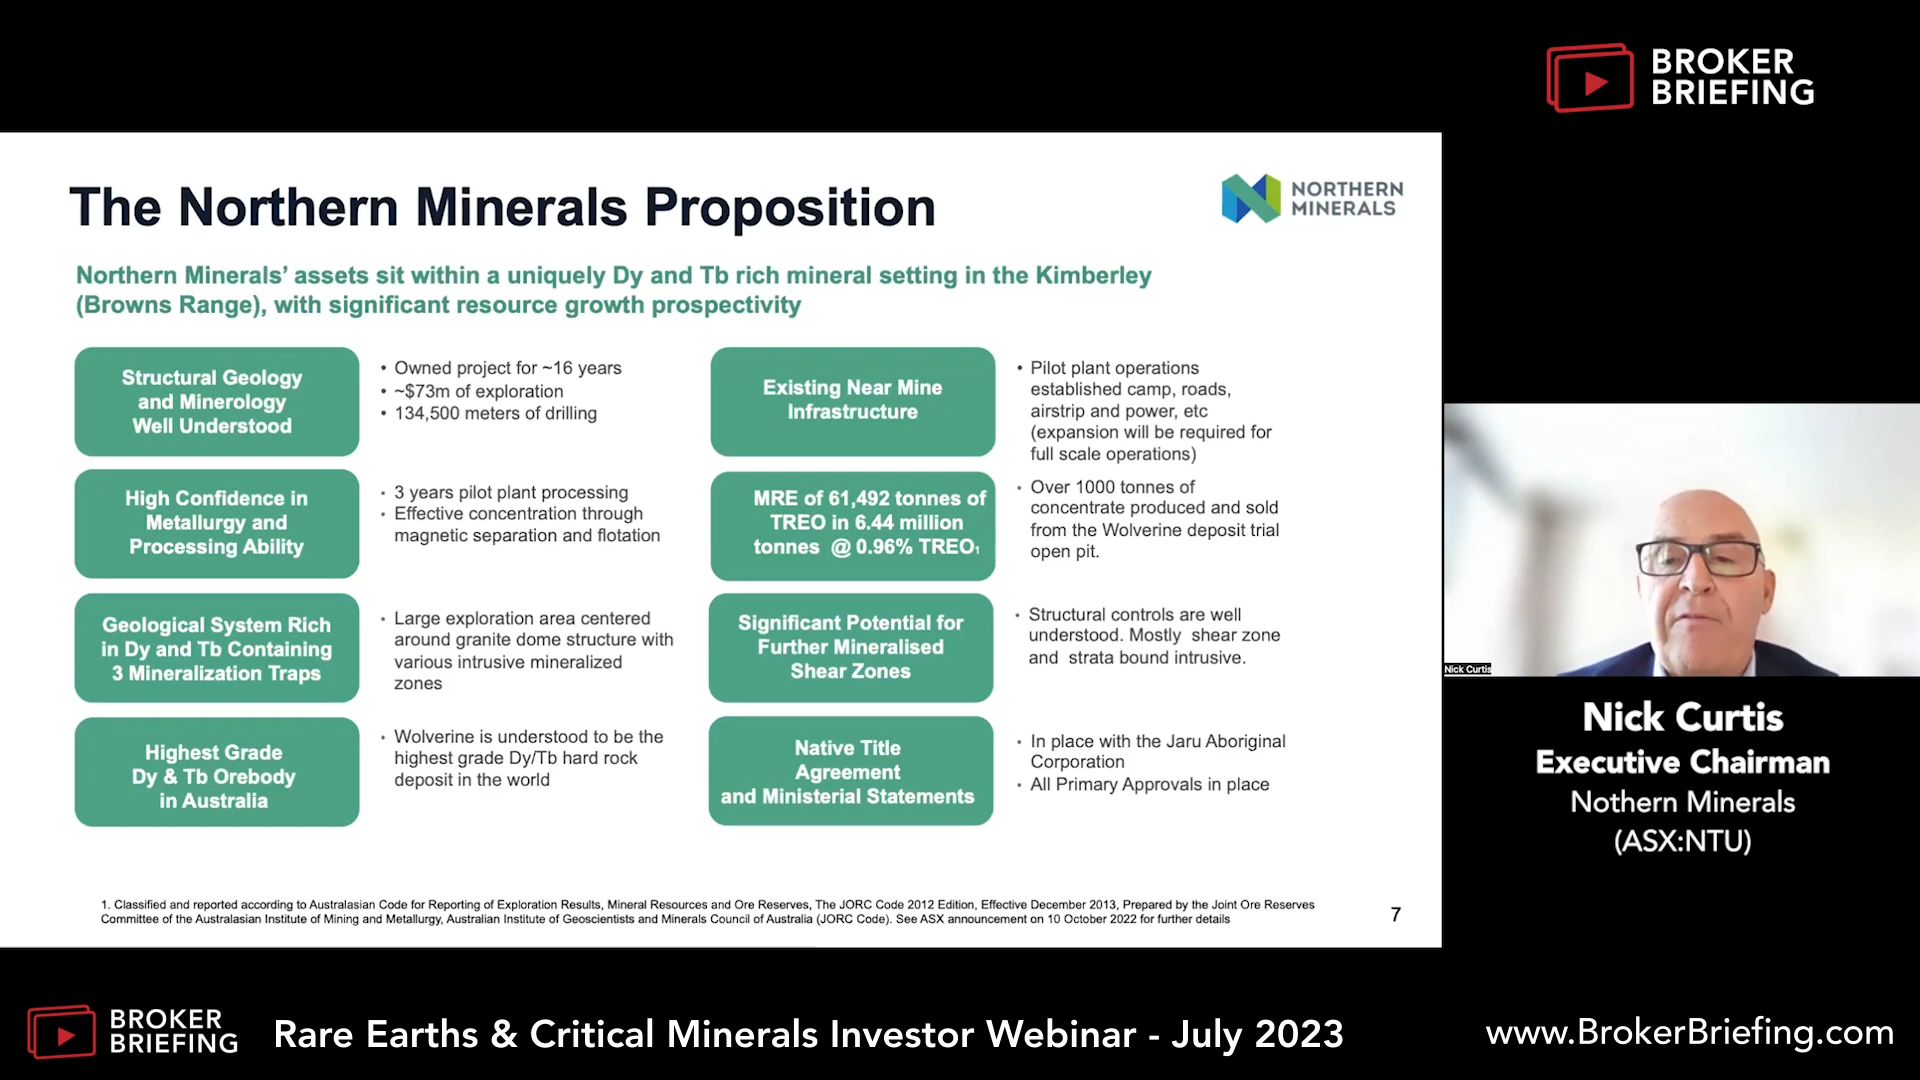 BROKER
BRIEFING
The Northern Minerals Proposition
NORTHERN
MINERALS
Northern Minerals’ assets sit within a uniquely Dy and Tb rich mineral setting in the Kimberley
(Browns Range), with significant resource growth prospectivity
Structural Geology
and Minerology
Well Understood
• Owned project for ~16 years
• ~$73m of exploration
• 134,500 meters of drilling
High Confidence in
Metallurgy and
Processing Ability
• 3 years pilot plant processing
• Effective concentration through
magnetic separation and flotation
Geological System Rich
in Dy and Tb Containing
3 Mineralization Traps
• Large exploration area centered
around granite dome structure with
various intrusive mineralized
zones
Highest Grade
Dy & Tb Orebody
in Australia
• Wolverine is understood to be the
highest grade Dy/Tb hard rock
deposit in the world
Existing Near Mine
Infrastructure
• Pilot plant operations
established camp, roads,
airstrip and power, etc
(expansion will be required for
full scale operations)
MRE of 61,492 tonnes of
TREO in 6.44 million
tonnes @ 0.96% TREO1
• Over 1000 tonnes of
concentrate produced and sold
from the Wolverine deposit trial
open pit.
Significant Potential for
Further Mineralised
Shear Zones
• Structural controls are well
understood. Mostly shear zone
and strata bound intrusive.
Native Title
Agreement
and Ministerial Statements
• In place with the Jaru Aboriginal
Corporation
• All Primary Approvals in place
1. Classified and reported according to Australasian Code for Reporting of Exploration Results, Mineral Resources and Ore Reserves, The JORC Code 2012 Edition, Effective December 2013, Prepared by the Joint Ore Reserves
Committee of the Australasian Institute of Mining and Metallurgy, Australian Institute of Geoscientists and Minerals Council of Australia (JORC Code). See ASX announcement on 10 October 2022 for further details
7
Nick Curtis
Nick Curtis
Executive Chairman
Nothern Minerals
(ASX:NTU)
BROKER
BRIEFING
Rare Earths & Critical Minerals Investor Webinar - July 2023
www.BrokerBriefing.com